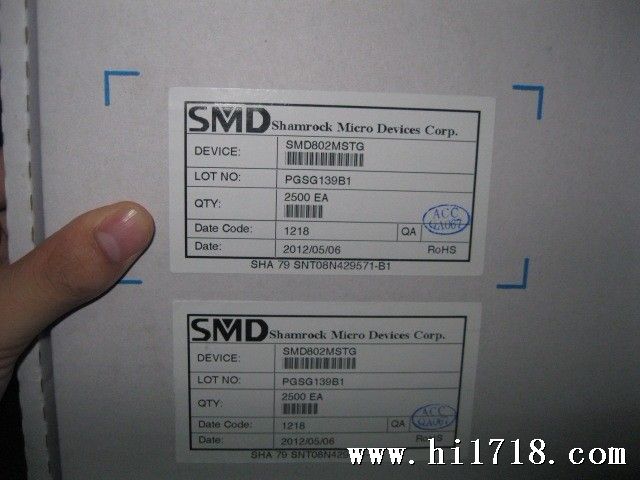 SMD Shamrock Micro Devices Corp.
DEVICE: SMD802MSTG
LOT NO: PGSG139B1
QTY: 2500 EA
Date Code: 1218 QA ACC QA067
Date: 2012/05/06 RoHS
SHA 79 SNT08N429571-B1
SMD Shamrock Micro Devices Corp.
DEVICE: SMD802MSTG
LOT NO: PGSG139B1
QTY: 2500 EA
Date Code: 1218 QA ACC
Date: 2012/05/06 RoHS
SHA 79
www.hi1718.com